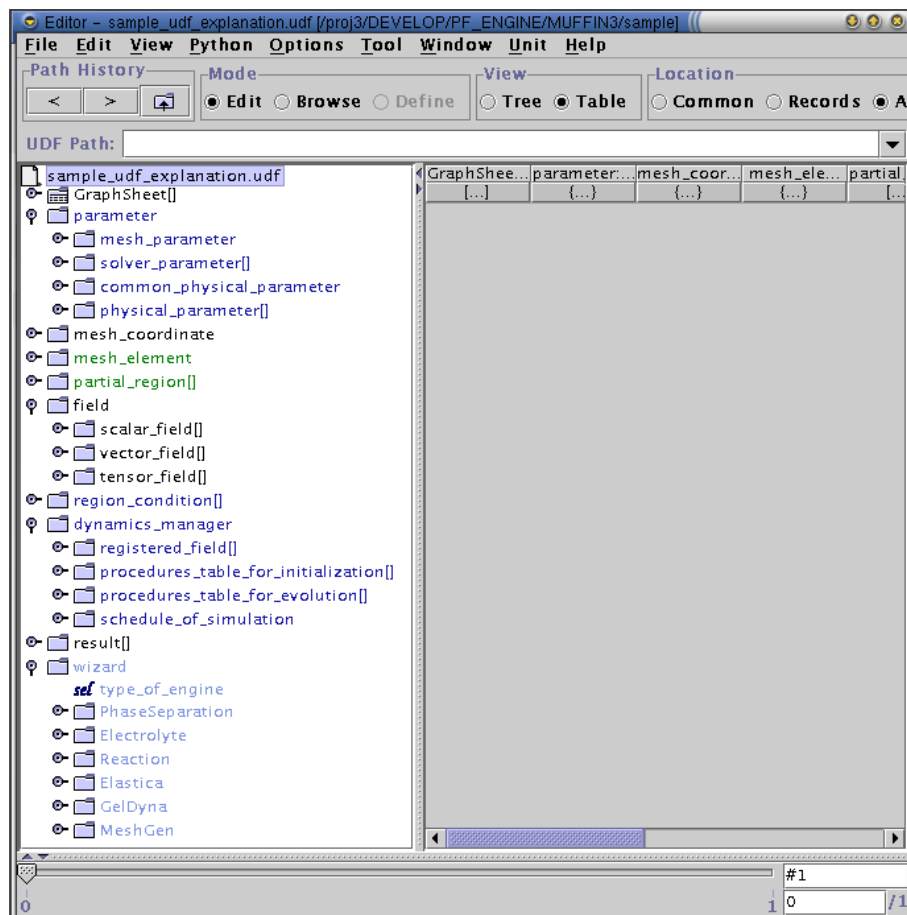 Editor – sample_udf_explanation.udf [/proj3/DEVELOP/PF_ENGINE/MUFFIN3/sample]
File Edit View Python Options Tool Window Unit Help
Path History Mode View Location
< > Edit Browse Define Tree Table Common Records A
UDF Path:
sample_udf_explanation.udf
GraphSheet[]
parameter
mesh_parameter
solver_parameter[]
common_physical_parameter
physical_parameter[]
mesh_coordinate
mesh_element
partial_region[]
field
scalar_field[]
vector_field[]
tensor_field[]
region_condition[]
dynamics_manager
registered_field[]
procedures_table_for_initialization[]
procedures_table_for_evolution[]
schedule_of_simulation
result[]
wizard
sel type_of_engine
PhaseSeparation
Electrolyte
Reaction
Elastica
GelDyna
MeshGen
GraphShee... parameter:... mesh_coor... mesh_ele... partial_
[...] {...} {...} {...} [...
#1
0 1 0 /1